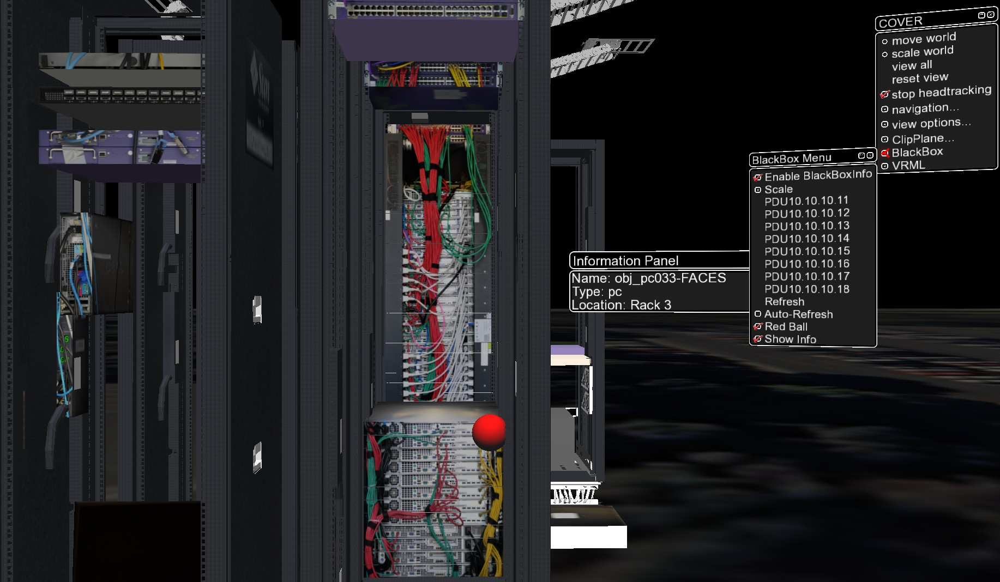 COVER
move world
scale world
view all
reset view
stop headtracking
navigation...
view options...
ClipPlane...
BlackBox
VRML
BlackBox Menu
Enable BlackBoxInfo
Scale
PDU10.10.10.11
PDU10.10.10.12
PDU10.10.10.13
PDU10.10.10.14
PDU10.10.10.15
PDU10.10.10.16
PDU10.10.10.17
PDU10.10.10.18
Refresh
Auto-Refresh
Red Ball
Show Info
Information Panel
Name: obj_pc033-FACES
Type: pc
Location: Rack 3
Sun